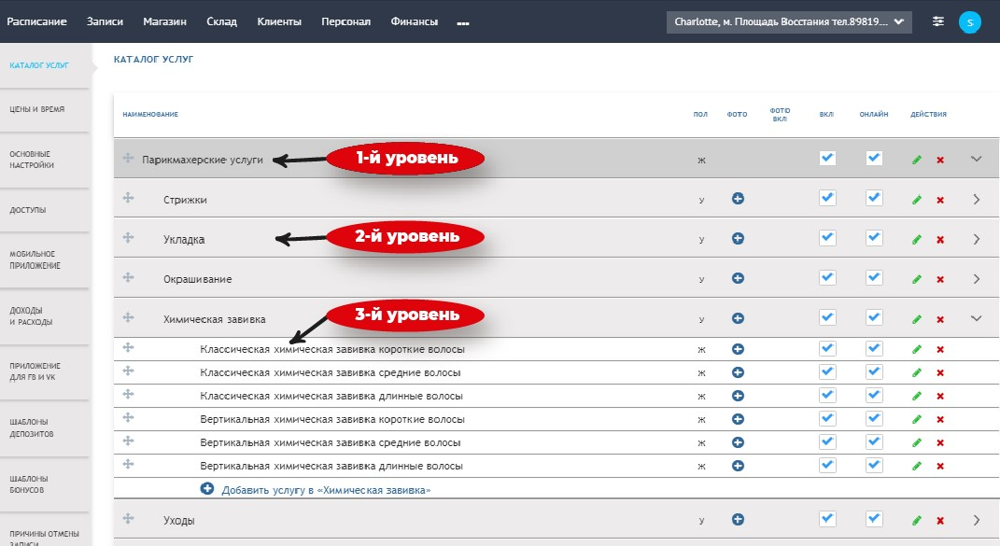 Расписание Записи Магазин Склад Клиенты Персонал Финансы ... Charlotte, м. Площадь Восстания тел.89819... S
КАТАЛОГ УСЛУГ
ЦЕНЫ И ВРЕМЯ
ОСНОВНЫЕ
НАСТРОЙКИ
ДОСТУПЫ
МОБИЛЬНОЕ
ПРИЛОЖЕНИЕ
ДОХОДЫ
И РАСХОДЫ
ПРИЛОЖЕНИЕ
ДЛЯ FB И VK
ШАБЛОНЫ
ДЕПОЗИТОВ
ШАБЛОНЫ
БОНУСОВ
ПРИЧИНЫ ОТМЕНЫ
ЗАПИСИ
КАТАЛОГ УСЛУГ
НАИМЕНОВАНИЕ ПОЛ ФОТО ФОТО ВКЛ ВКЛ ОНЛАЙН ДЕЙСТВИЯ
Парикмахерские услуги 1-й уровень Ж
Стрижки У
Укладка 2-й уровень У
Окрашивание У
Химическая завивка 3-й уровень У
Классическая химическая завивка короткие волосы Ж
Классическая химическая завивка средние волосы Ж
Классическая химическая завивка длинные волосы Ж
Вертикальная химическая завивка короткие волосы Ж
Вертикальная химическая завивка средние волосы Ж
Вертикальная химическая завивка длинные волосы Ж
Добавить услугу в «Химическая завивка»
Уходы У